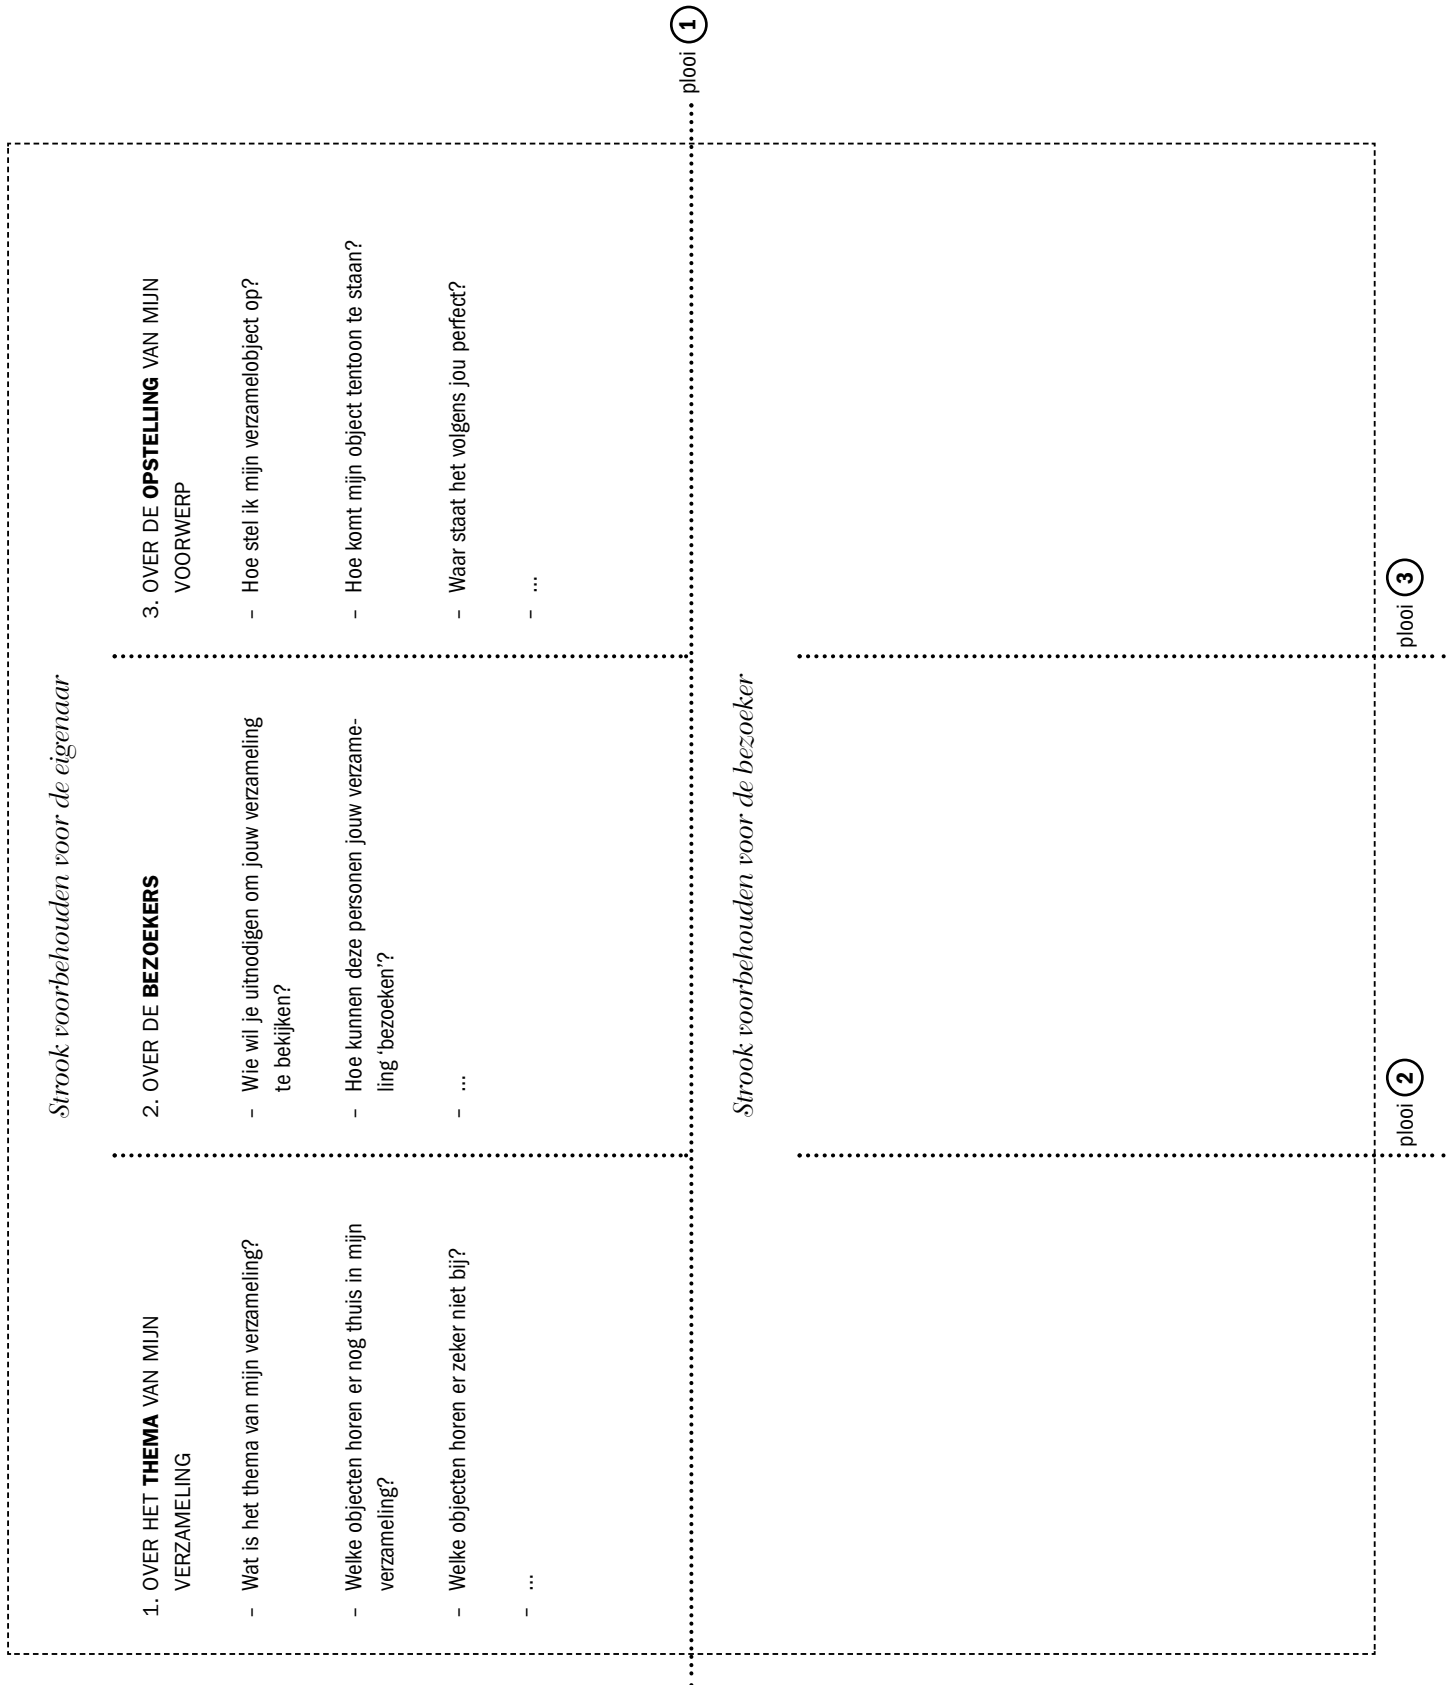 Strook voorbehouden voor de eigenaar
1. OVER HET THEMA VAN MIJN
VERZAMELING
– Wat is het thema van mijn verzameling?
– Welke objecten horen er nog thuis in mijn
verzameling?
– Welke objecten horen er zeker niet bij?
– ...
2. OVER DE BEZOEKERS
– Wie wil je uitnodigen om jouw verzameling
te bekijken?
– Hoe kunnen deze personen jouw verzame-
ling ‘bezoeken’?
– ...
3. OVER DE OPSTELLING VAN MIJN
VOORWERP
– Hoe stel ik mijn verzamelobject op?
– Hoe komt mijn object tentoon te staan?
– Waar staat het volgens jou perfect?
– ...
plooi 1
Strook voorbehouden voor de bezoeker
plooi 2
plooi 3